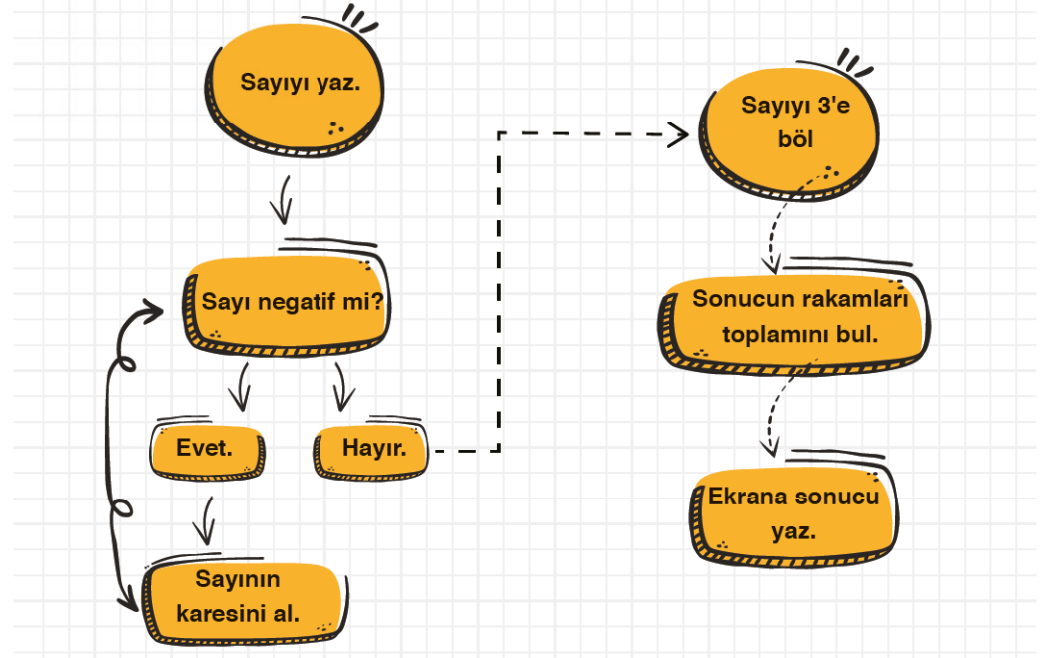 Sayıyı yaz.
Sayı negatif mi?
Evet.
Hayır.
Sayının
karesini al.
Sayıyı 3'e
böl
Sonucun rakamları
toplamını bul.
Ekrana sonucu
yaz.